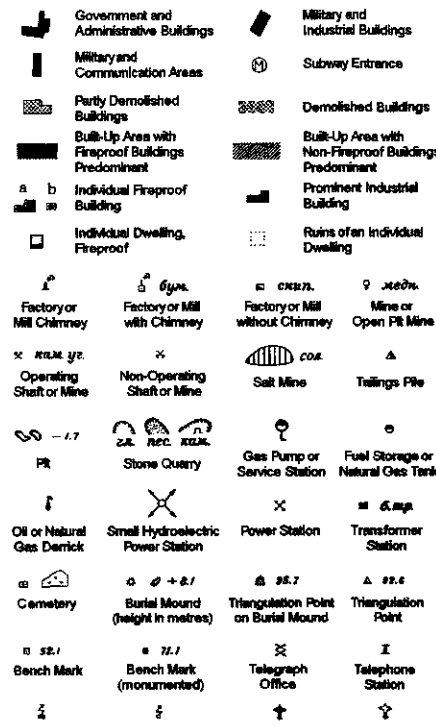 Government and
Administrative Buildings
Military and
Industrial Buildings
Military and
Communication Areas
Subway Entrance
M
Partly Demolished
Buildings
Demolished Buildings
Built-Up Area with
Fireproof Buildings
Predominant
Built-Up Area with
Non-Fireproof Buildings
Predominant
a b
Individual Fireproof
Building
Prominent Industrial
Building
Individual Dwelling,
Fireproof
Ruins of an Individual
Dwelling
бум.
скип.
медн.
Factory or
Mill Chimney
Factory or Mill
with Chimney
Factory or Mill
without Chimney
Mine or
Open Pit Mine
кам. уг.
сол.
Operating
Shaft or Mine
Non-Operating
Shaft or Mine
Salt Mine
Tailings Pile
-1.7
гл. пес. кам.
Pit
Stone Quarry
Gas Pump or
Service Station
Fuel Storage or
Natural Gas Tank
б.тр.
Oil or Natural
Gas Derrick
Small Hydroelectric
Power Station
Power Station
Transformer
Station
+8.1
95.7
92.6
Cemetery
Burial Mound
(height in metres)
Triangulation Point
on Burial Mound
Triangulation
Point
52.1
71.1
Bench Mark
Bench Mark
(monumented)
Telegraph
Office
Telephone
Station